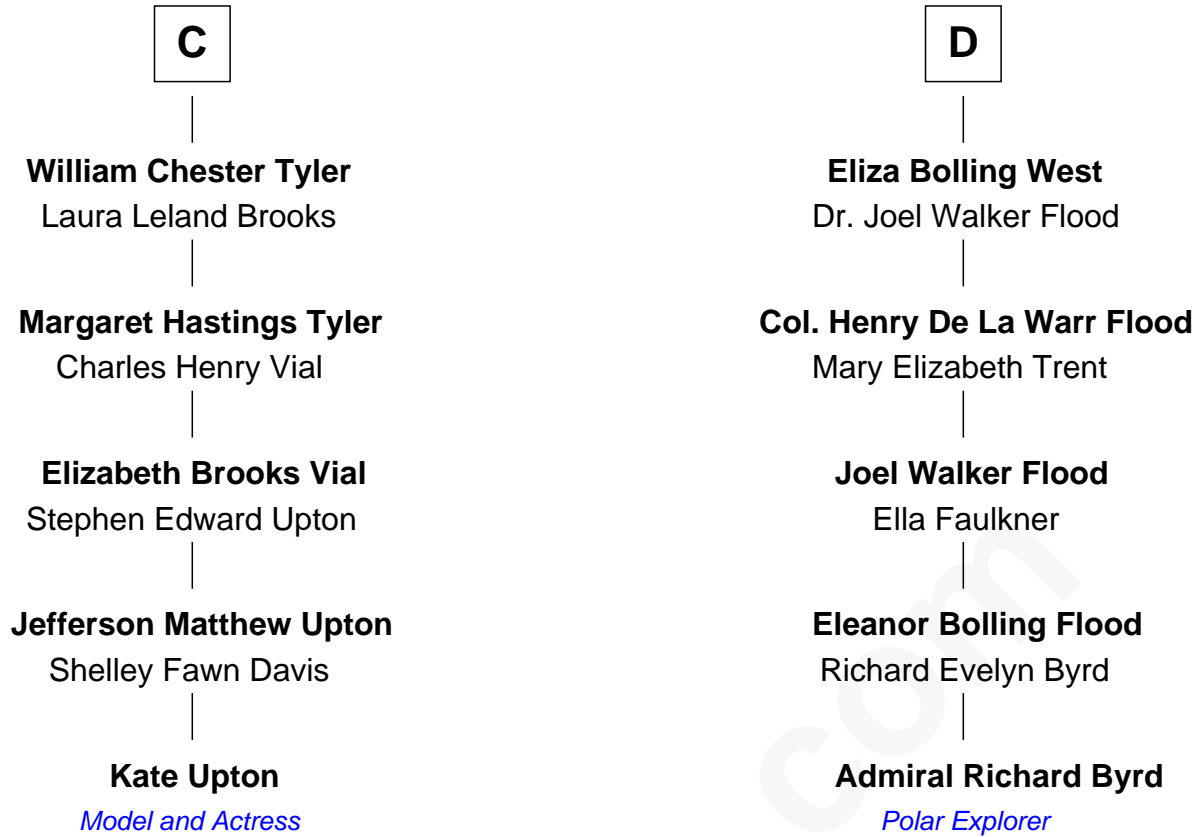 C
William Chester Tyler
Laura Leland Brooks
Margaret Hastings Tyler
Charles Henry Vial
Elizabeth Brooks Vial
Stephen Edward Upton
Jefferson Matthew Upton
Shelley Fawn Davis
Kate Upton
Model and Actress
D
Eliza Bolling West
Dr. Joel Walker Flood
Col. Henry De La Warr Flood
Mary Elizabeth Trent
Joel Walker Flood
Ella Faulkner
Eleanor Bolling Flood
Richard Evelyn Byrd
Admiral Richard Byrd
Polar Explorer
com